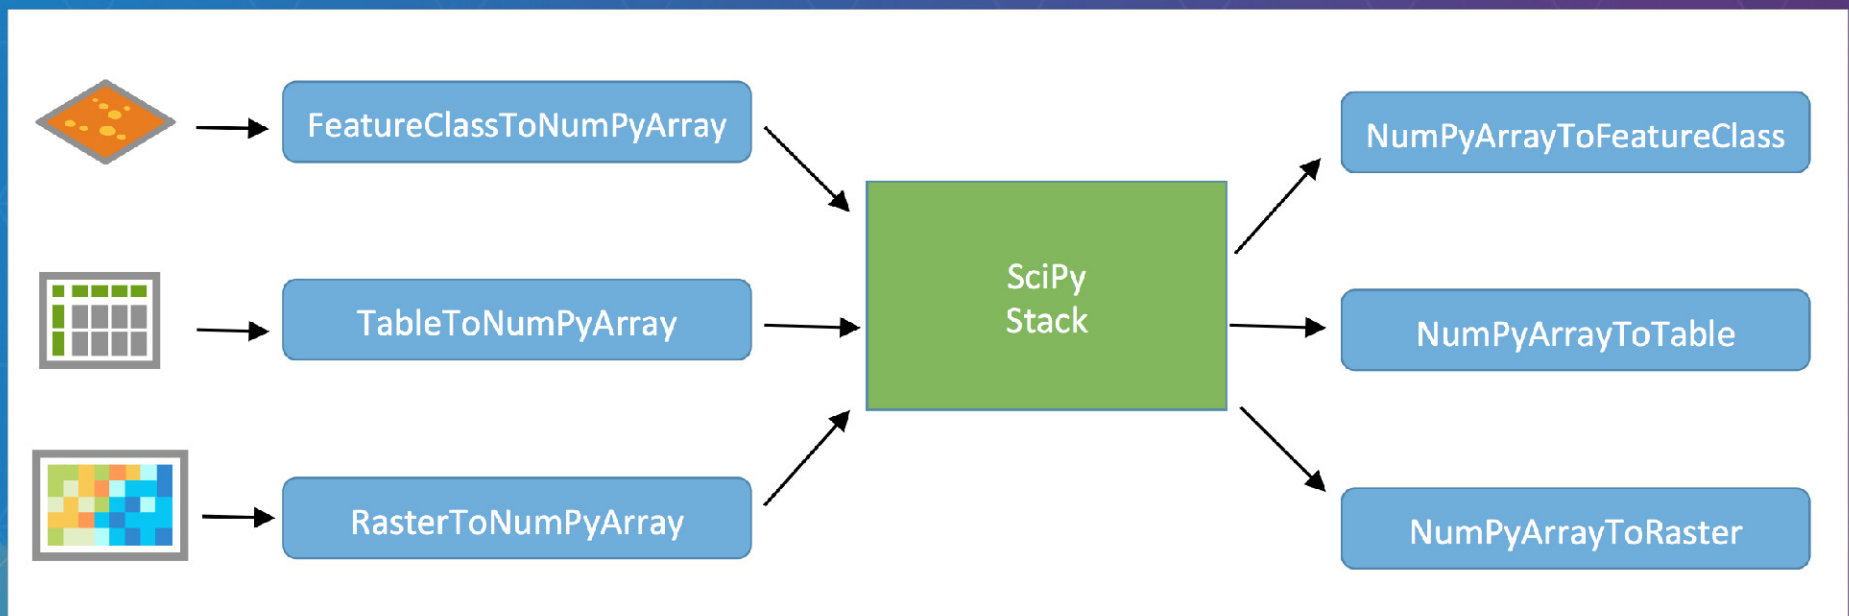 FeatureClassToNumPyArray
TableToNumPyArray
RasterToNumPyArray
SciPy
Stack
NumPyArrayToFeatureClass
NumPyArrayToTable
NumPyArrayToRaster